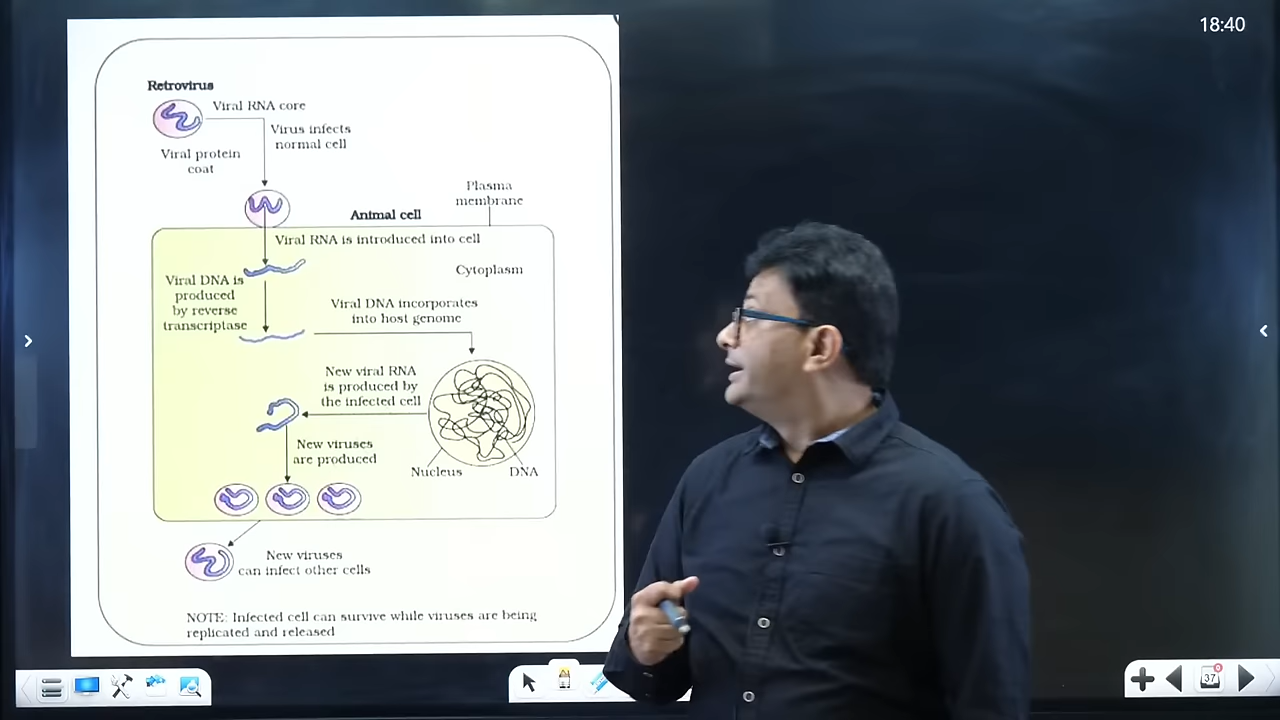 18:40
Retrovirus
Viral RNA core
Virus infects
normal cell
Viral protein
coat
Plasma
membrane
Animal cell
Viral RNA is introduced into cell
Cytoplasm
Viral DNA is
produced
by reverse
transcriptase
Viral DNA incorporates
into host genome
New viral RNA
is produced by
the infected cell
New viruses
are produced
Nucleus
DNA
New viruses
can infect other cells
NOTE: Infected cell can survive while viruses are being
replicated and released
37